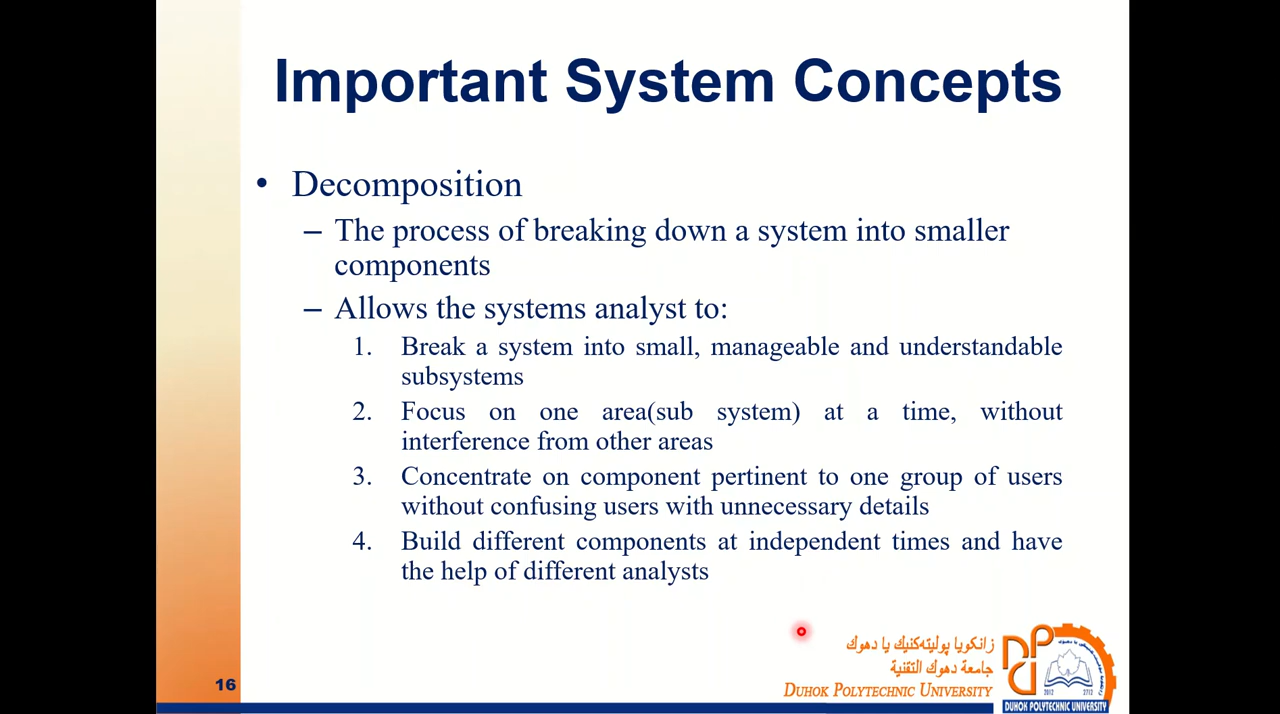 Important System Concepts
• Decomposition
– The process of breaking down a system into smaller
components
– Allows the systems analyst to:
1. Break a system into small, manageable and understandable
subsystems
2. Focus on one area(sub system) at a time, without
interference from other areas
3. Concentrate on component pertinent to one group of users
without confusing users with unnecessary details
4. Build different components at independent times and have
the help of different analysts
16
زانكويا پوليتەكنيك يا دهوك
جامعة دهوك التقنية
DUHOK POLYTECHNIC UNIVERSITY
DPU
2012 2712
DUHOK POLYTECHNIC UNIVERSITY